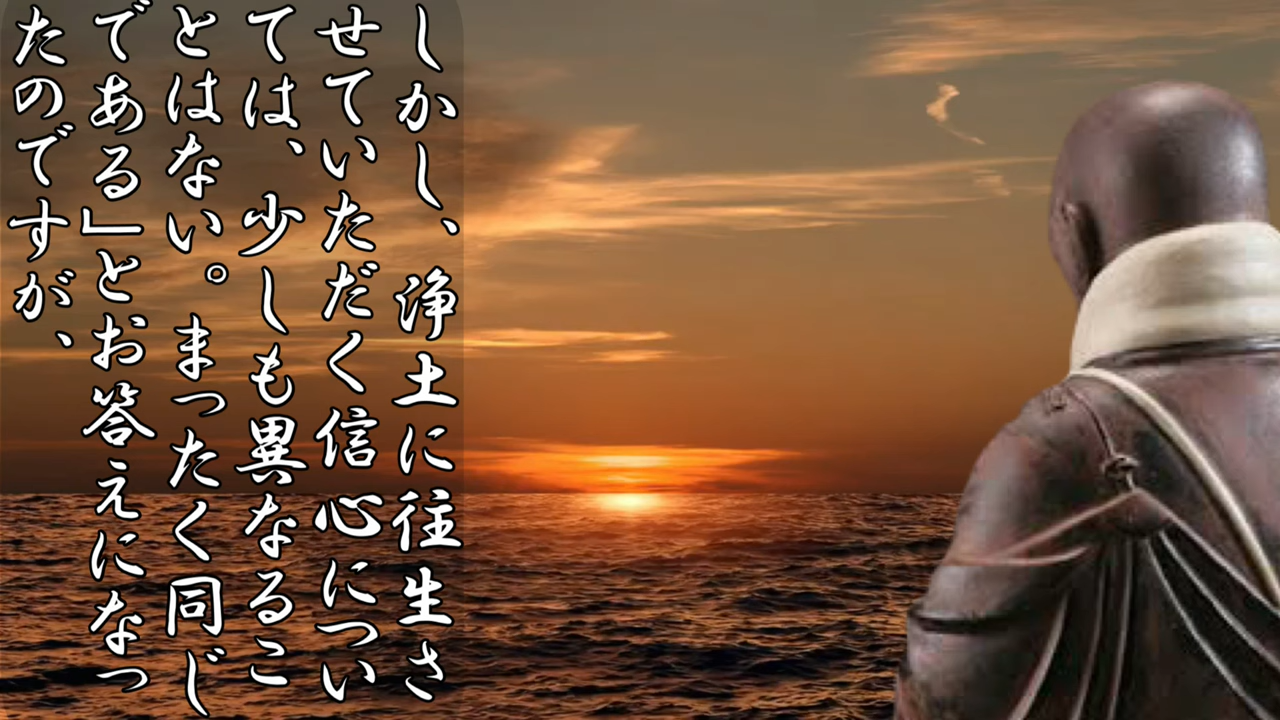 しかし、浄土に往生さ
せていただく信心につい
ては、少しも異なるこ
とはない。まったく同じ
である」とお答えになっ
たのですが、